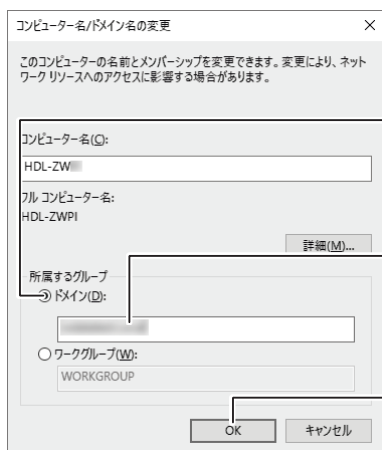 コンピューター名/ドメイン名の変更
このコンピューターの名前とメンバーシップを変更できます。変更により、ネット
ワーク リソースへのアクセスに影響する場合があります。
コンピューター名(C):
HDL-ZW
フル コンピューター名:
HDL-ZWPI
詳細(M)...
所属するグループ
ドメイン(D):
ワークグループ(W):
WORKGROUP
OK
キャンセル